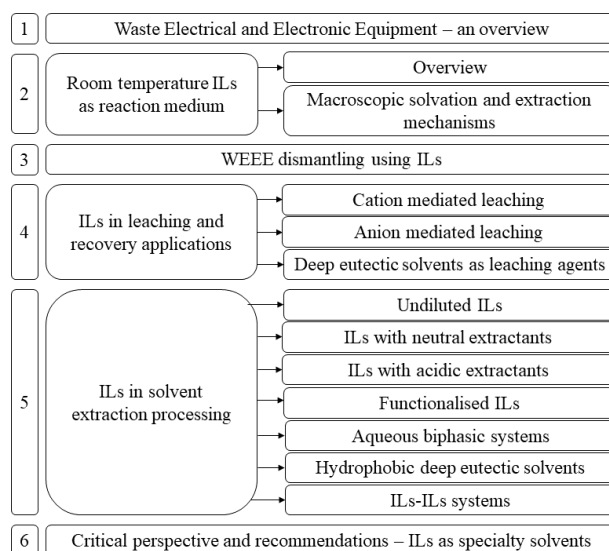 1
Waste Electrical and Electronic Equipment – an overview
2
Room temperature ILs
as reaction medium
Overview
Macroscopic solvation and extraction
mechanisms
3
WEEE dismantling using ILs
4
ILs in leaching and
recovery applications
Cation mediated leaching
Anion mediated leaching
Deep eutectic solvents as leaching agents
5
ILs in solvent
extraction processing
Undiluted ILs
ILs with neutral extractants
ILs with acidic extractants
Functionalised ILs
Aqueous biphasic systems
Hydrophobic deep eutectic solvents
ILs-ILs systems
6
Critical perspective and recommendations – ILs as specialty solvents